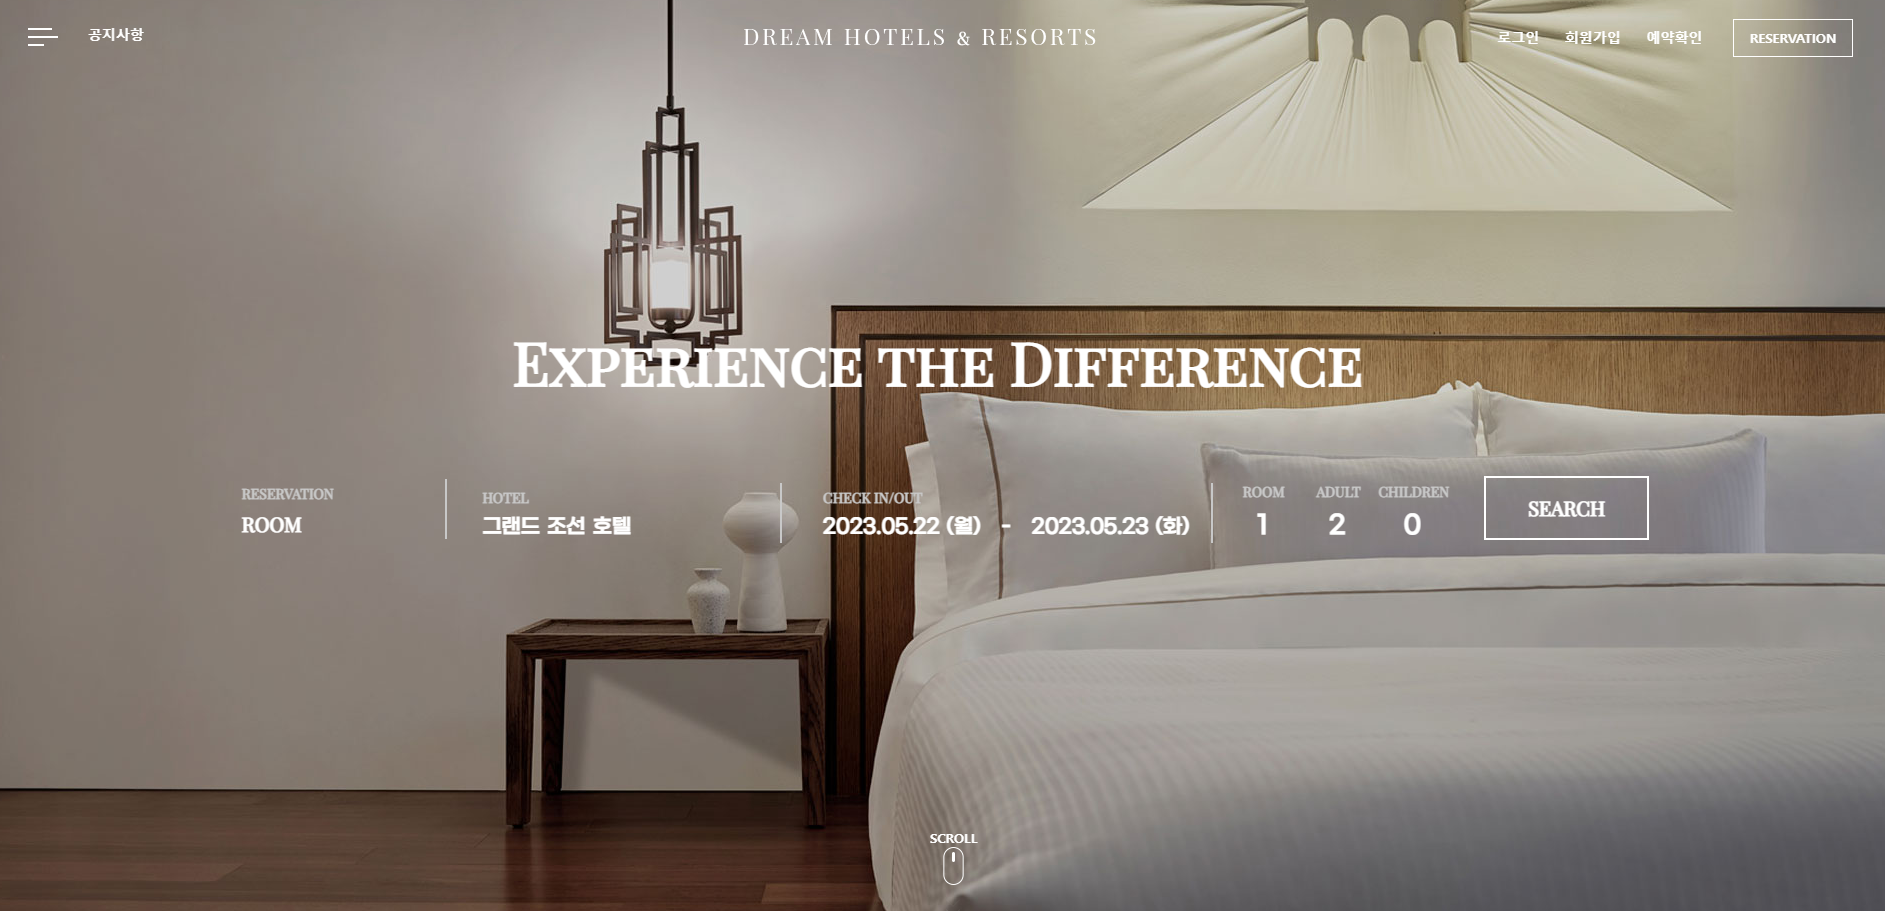 공지사항
DREAM HOTELS & RESORTS
로그인 회원가입 예약확인 RESERVATION
EXPERIENCE THE DIFFERENCE
RESERVATION HOTEL CHECK IN/OUT ROOM ADULT CHILDREN
ROOM 그랜드 조선 호텔 2023.05.22 (월) - 2023.05.23 (화) 1 2 0 SEARCH
SCROLL